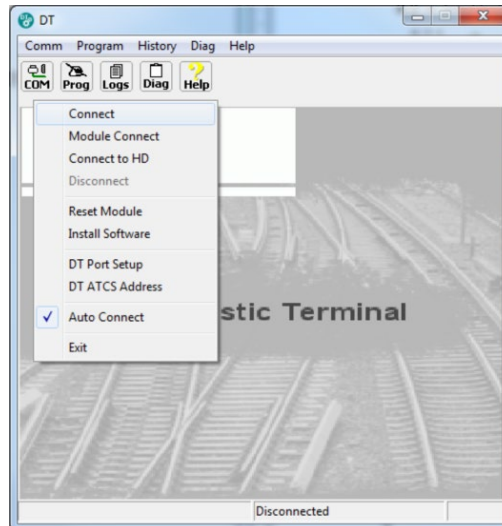 DT
Comm Program History Diag Help
COM Prog Logs Diag Help
Connect
Module Connect
Connect to HD
Disconnect
Reset Module
Install Software
DT Port Setup
DT ATCS Address
Auto Connect
stic Terminal
Exit
Disconnected